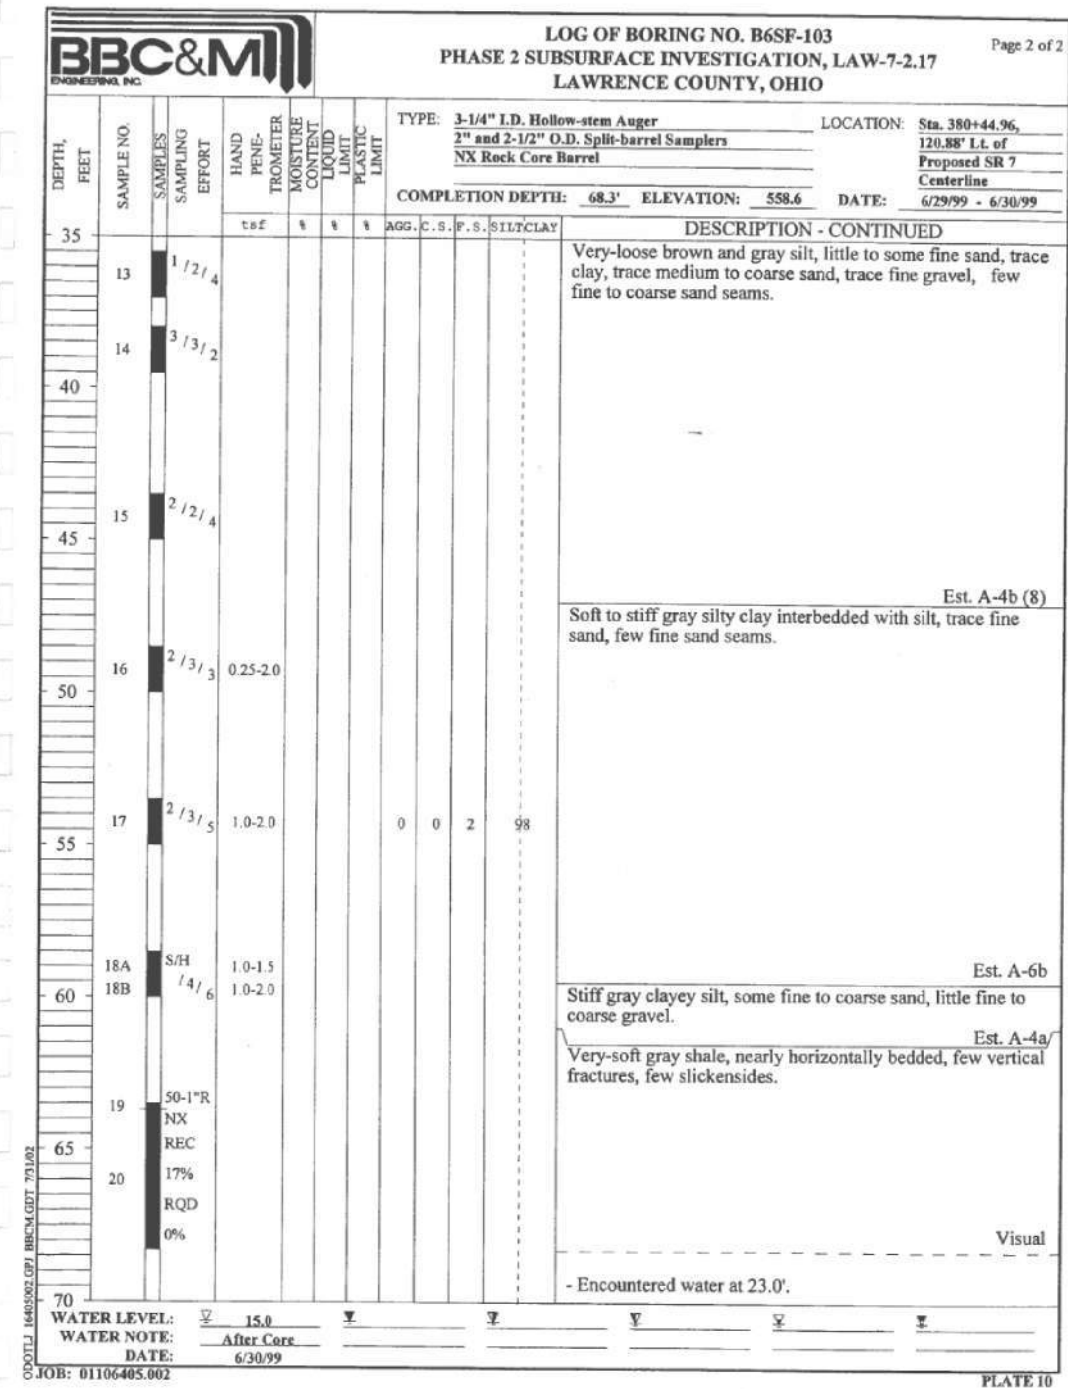 BBC&M
ENGINEERING, INC.
LOG OF BORING NO. B6SF-103
PHASE 2 SUBSURFACE INVESTIGATION, LAW-7-2.17
LAWRENCE COUNTY, OHIO
Page 2 of 2
DEPTH, FEET
SAMPLE NO.
SAMPLES
SAMPLING EFFORT
HAND PENE-TROMETER
MOISTURE CONTENT
LIQUID LIMIT
PLASTIC LIMIT
TYPE: 3-1/4" I.D. Hollow-stem Auger
2" and 2-1/2" O.D. Split-barrel Samplers
NX Rock Core Barrel
LOCATION: Sta. 380+44.96,
120.88' Lt. of
Proposed SR 7
Centerline
COMPLETION DEPTH: 68.3' ELEVATION: 558.6 DATE: 6/29/99 - 6/30/99
tsf % % % AGG. C.S. F.S. SILT CLAY DESCRIPTION - CONTINUED
35
Very-loose brown and gray silt, little to some fine sand, trace
clay, trace medium to coarse sand, trace fine gravel, few
fine to coarse sand seams.
13 1/2/4
14 3/3/2
40
15 2/2/4
45
Est. A-4b (8)
Soft to stiff gray silty clay interbedded with silt, trace fine
sand, few fine sand seams.
16 2/3/3 0.25-2.0
50
17 2/3/5 1.0-2.0 0 0 2 98
55
18A S/H 1.0-1.5
Est. A-6b
18B /4/6 1.0-2.0
60
Stiff gray clayey silt, some fine to coarse sand, little fine to
coarse gravel.
Est. A-4a
Very-soft gray shale, nearly horizontally bedded, few vertical
fractures, few slickensides.
19 50-1"R
NX
65 REC
20 17%
RQD
0%
Visual
- Encountered water at 23.0'.
70
WATER LEVEL: 15.0
WATER NOTE: After Core
DATE: 6/30/99
JOB: 01106405.002
PLATE 10
ODOTLJ 16405002.GPJ BBCM.GDT 7/31/02